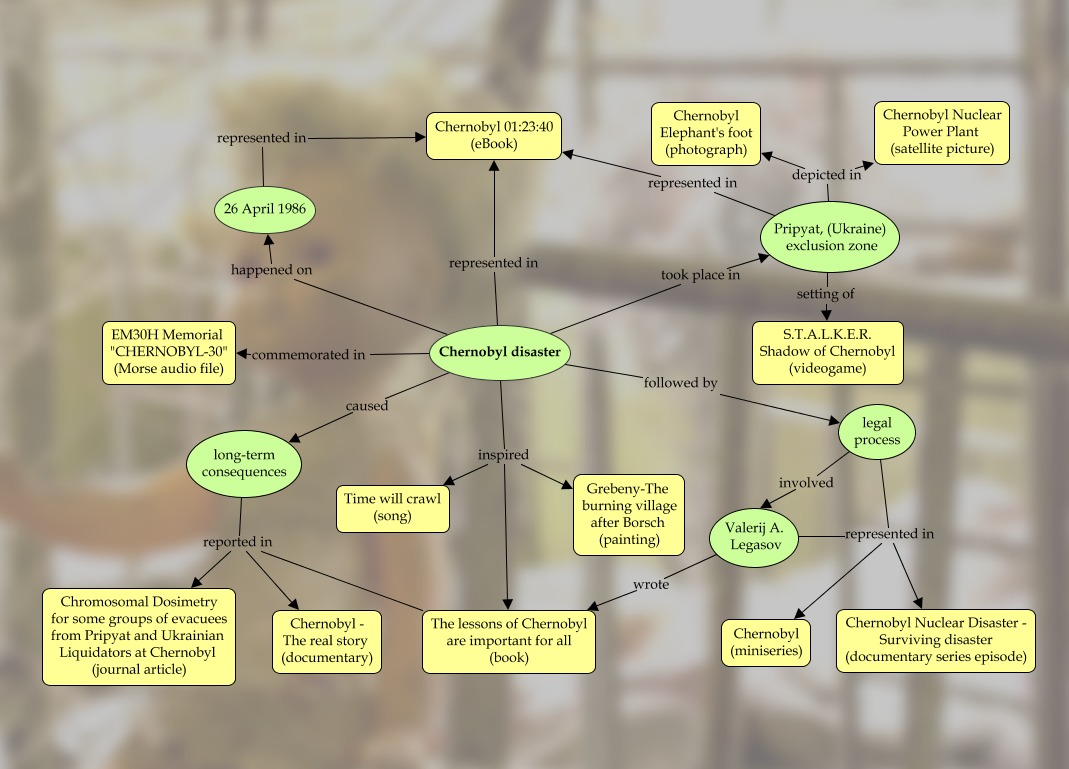 Chernobyl 01:23:40
(eBook)
Chernobyl
Elephant's foot
(photograph)
Chernobyl Nuclear
Power Plant
(satellite picture)
represented in
depicted in
represented in
26 April 1986
Pripyat, (Ukraine)
exclusion zone
happened on
represented in
took place in
setting of
EM30H Memorial
"CHERNOBYL-30"
(Morse audio file)
commemorated in
Chernobyl disaster
S.T.A.L.K.E.R.
Shadow of Chernobyl
(videogame)
followed by
caused
legal
process
long-term
consequences
inspired
involved
Time will crawl
(song)
Grebeny-The
burning village
after Borsch
(painting)
Valerij A.
Legasov
represented in
reported in
wrote
Chromosomal Dosimetry
for some groups of evacuees
from Pripyat and Ukrainian
Liquidators at Chernobyl
(journal article)
Chernobyl -
The real story
(documentary)
The lessons of Chernobyl
are important for all
(book)
Chernobyl
(miniseries)
Chernobyl Nuclear Disaster -
Surviving disaster
(documentary series episode)